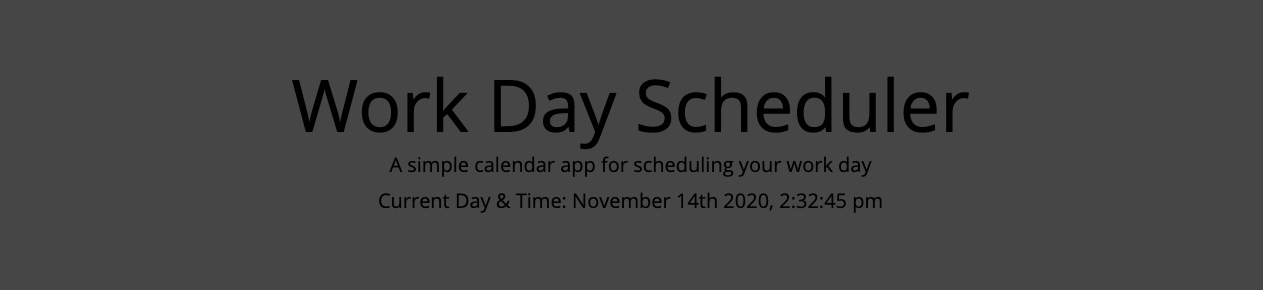 Work Day Scheduler
A simple calendar app for scheduling your work day
Current Day & Time: November 14th 2020, 2:32:45 pm